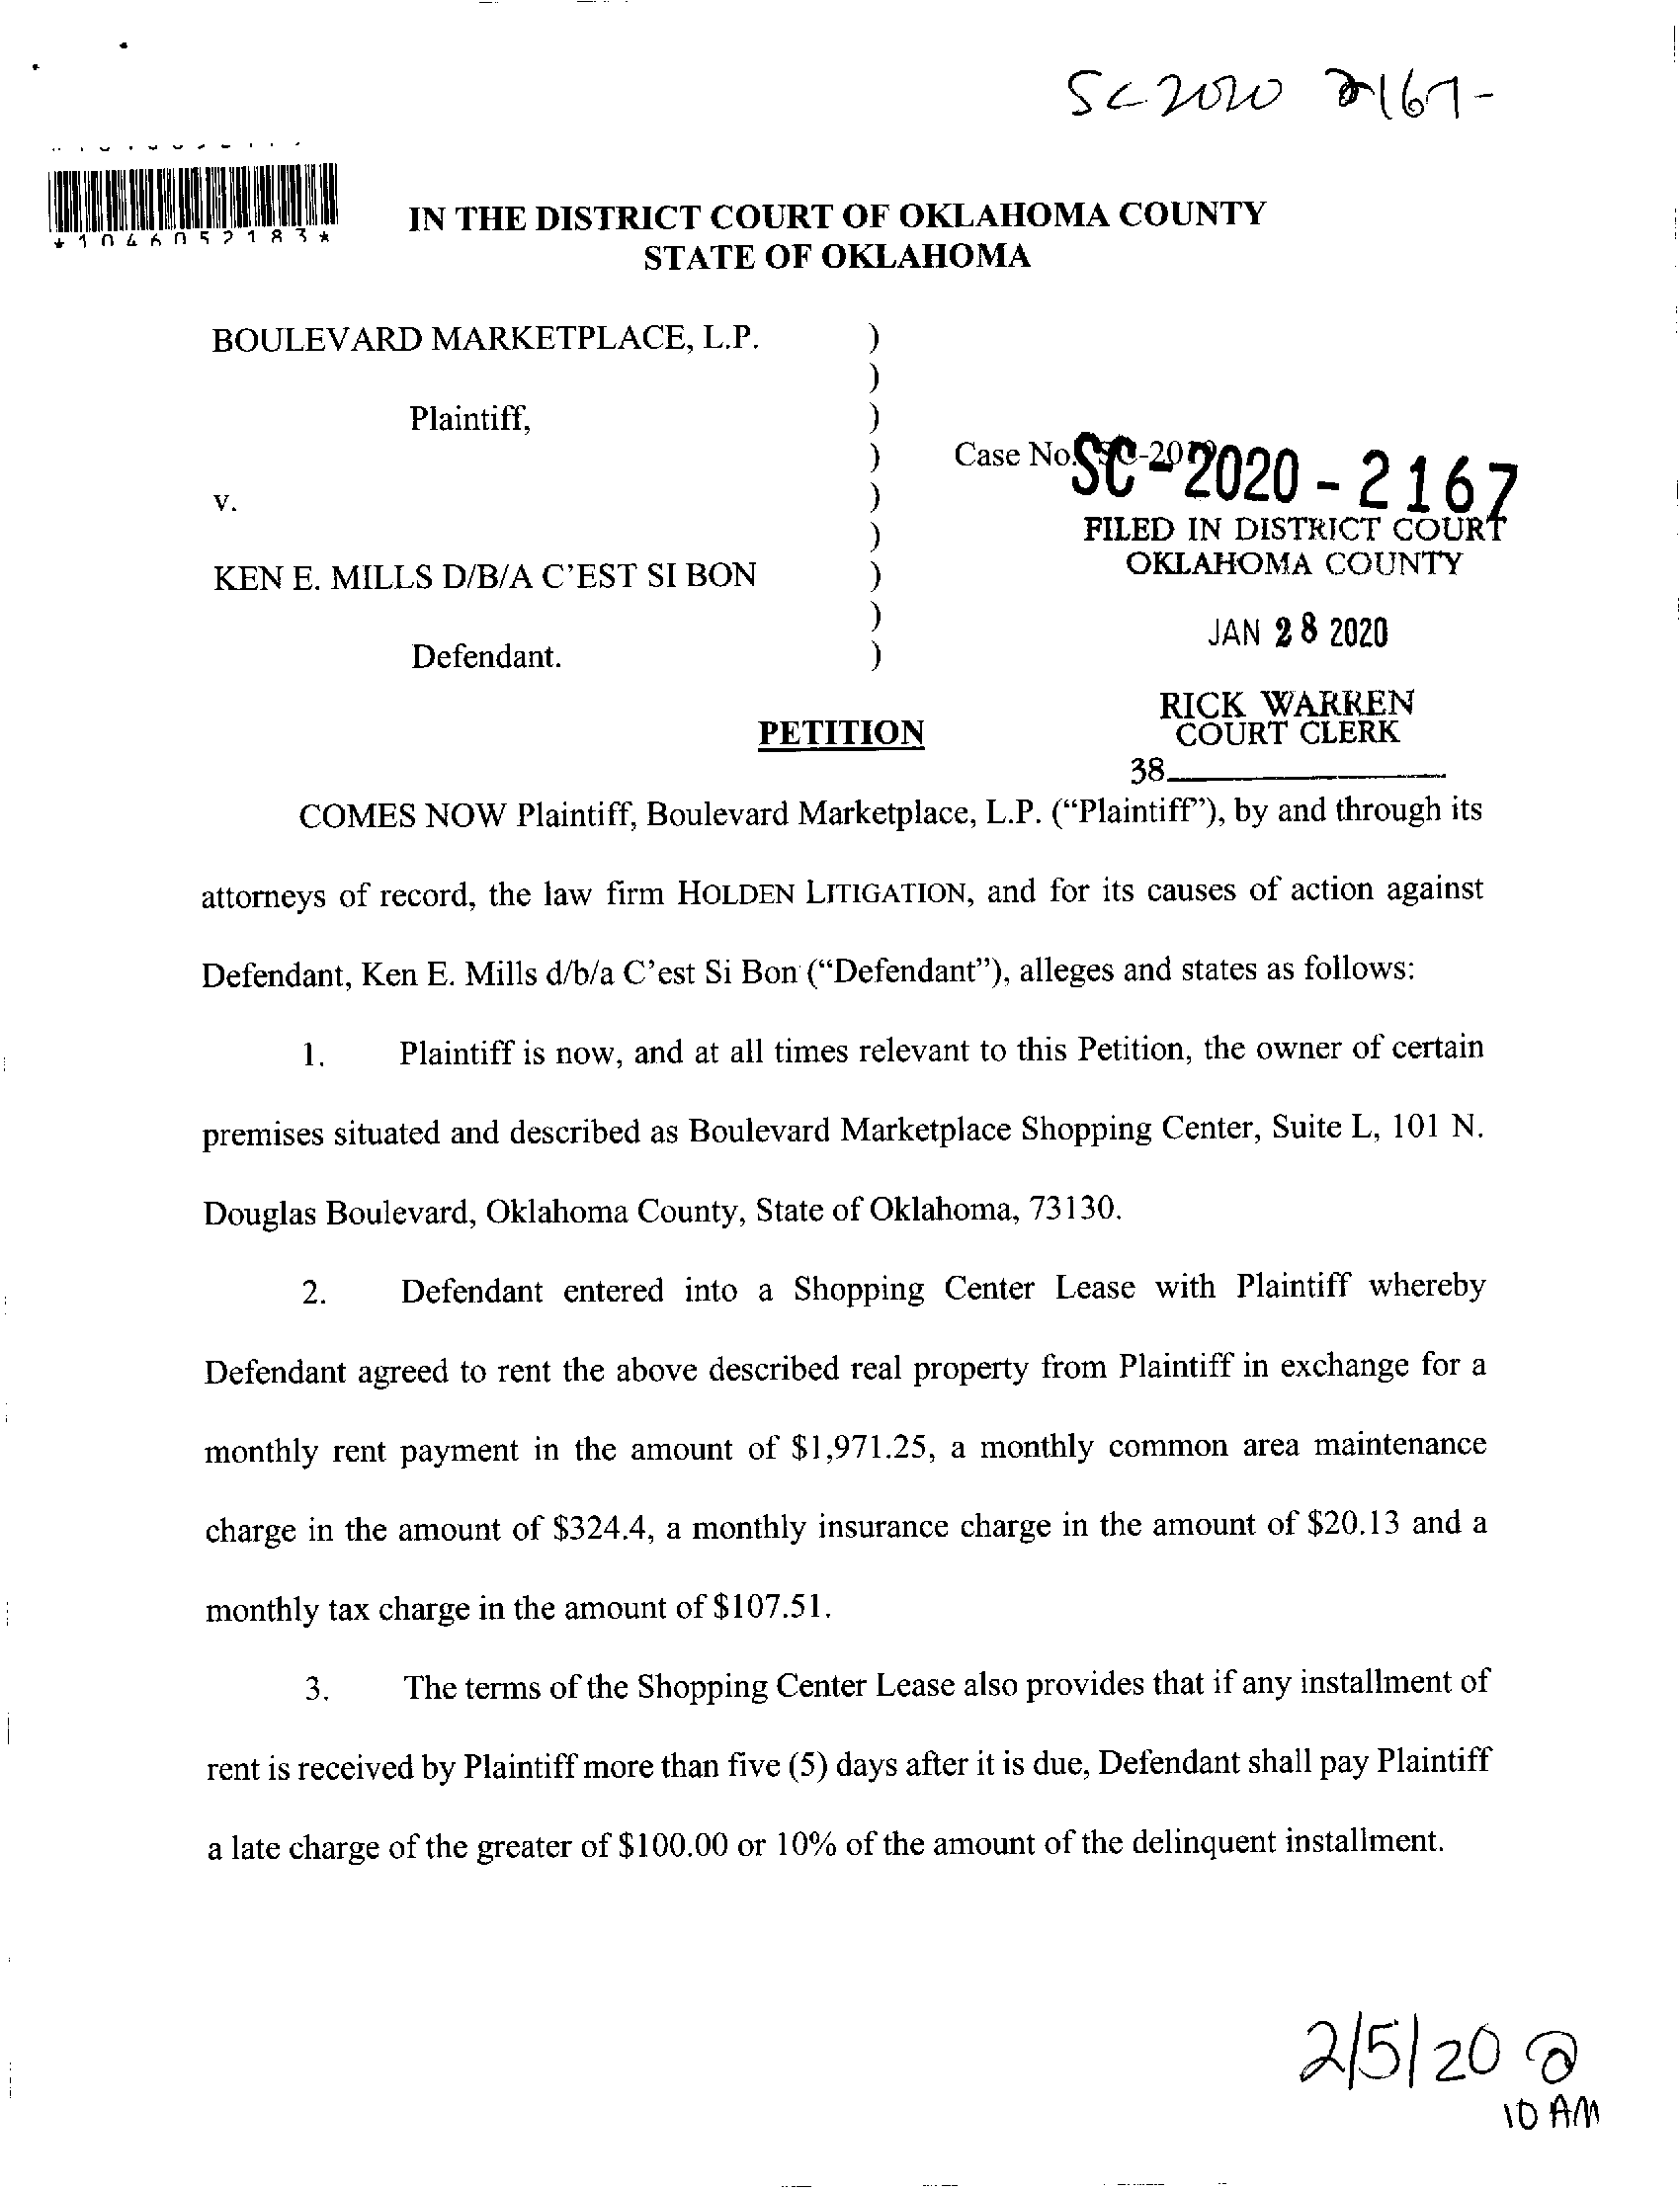 SC 2020 2167-
*1046052183*
IN THE DISTRICT COURT OF OKLAHOMA COUNTY
STATE OF OKLAHOMA
BOULEVARD MARKETPLACE, L.P. )
)
Plaintiff, )
) Case No. SC-2020-2167
v. )
) FILED IN DISTRICT COURT
KEN E. MILLS D/B/A C'EST SI BON ) OKLAHOMA COUNTY
)
Defendant. ) JAN 28 2020
RICK WARREN
PETITION COURT CLERK
38
COMES NOW Plaintiff, Boulevard Marketplace, L.P. ("Plaintiff"), by and through its
attorneys of record, the law firm HOLDEN LITIGATION, and for its causes of action against
Defendant, Ken E. Mills d/b/a C'est Si Bon ("Defendant"), alleges and states as follows:
1. Plaintiff is now, and at all times relevant to this Petition, the owner of certain
premises situated and described as Boulevard Marketplace Shopping Center, Suite L, 101 N.
Douglas Boulevard, Oklahoma County, State of Oklahoma, 73130.
2. Defendant entered into a Shopping Center Lease with Plaintiff whereby
Defendant agreed to rent the above described real property from Plaintiff in exchange for a
monthly rent payment in the amount of $1,971.25, a monthly common area maintenance
charge in the amount of $324.4, a monthly insurance charge in the amount of $20.13 and a
monthly tax charge in the amount of $107.51.
3. The terms of the Shopping Center Lease also provides that if any installment of
rent is received by Plaintiff more than five (5) days after it is due, Defendant shall pay Plaintiff
a late charge of the greater of $100.00 or 10% of the amount of the delinquent installment.
2/5/20 @
10 AM